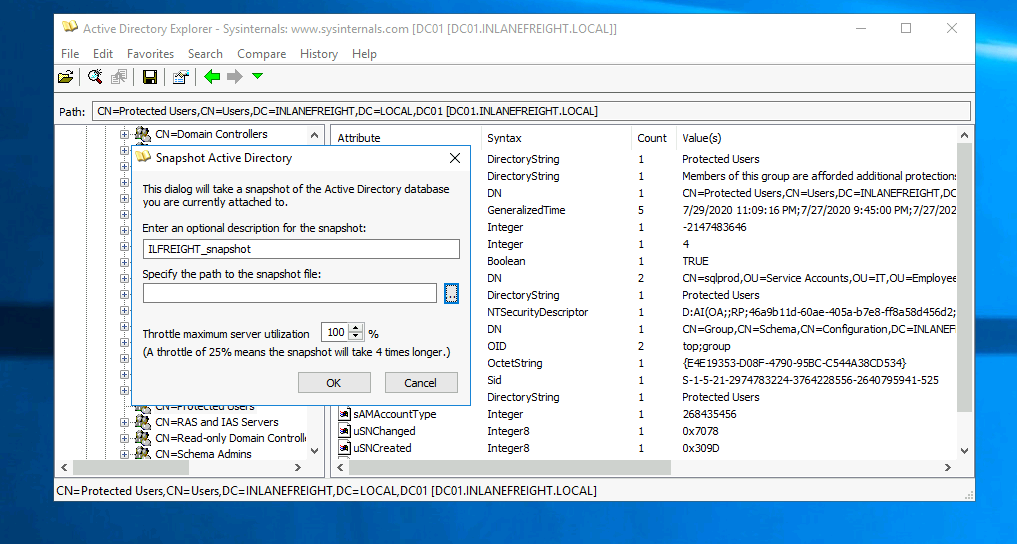 Active Directory Explorer - Sysinternals: www.sysinternals.com [DC01 [DC01.INLANEFREIGHT.LOCAL]]
File Edit Favorites Search Compare History Help
Path: CN=Protected Users,CN=Users,DC=INLANEFREIGHT,DC=LOCAL,DC01 [DC01.INLANEFREIGHT.LOCAL]
CN=Domain Controllers
Snapshot Active Directory
This dialog will take a snapshot of the Active Directory database
you are currently attached to.
Enter an optional description for the snapshot:
ILFREIGHT_snapshot
Specify the path to the snapshot file:
...
Throttle maximum server utilization 100 %
(A throttle of 25% means the snapshot will take 4 times longer.)
OK Cancel
CN=Protected Users
CN=RAS and IAS Servers
CN=Read-only Domain Controll
CN=Schema Admins
Attribute Syntax Count Value(s)
DirectoryString 1 Protected Users
DirectoryString 1 Members of this group are afforded additional protections
DN 1 CN=Protected Users,CN=Users,DC=INLANEFREIGHT,DC
GeneralizedTime 5 7/29/2020 11:09:16 PM;7/27/2020 9:45:00 PM;7/27/202
Integer 1 -2147483646
Integer 1 4
Boolean 1 TRUE
DN 2 CN=sqlprod,OU=Service Accounts,OU=IT,OU=Employee
DirectoryString 1 Protected Users
NTSecurityDescriptor 1 D:AI(OA;;RP;46a9b11d-60ae-405a-b7e8-ff8a58d456d2;
DN 1 CN=Group,CN=Schema,CN=Configuration,DC=INLANEF
OID 2 top;group
OctetString 1 {E4E19353-D08F-4790-95BC-C544A38CD534}
Sid 1 S-1-5-21-2974783224-3764228556-2640795941-525
DirectoryString 1 Protected Users
sAMAccountType Integer 1 268435456
uSNChanged Integer8 1 0x7078
uSNCreated Integer8 1 0x309D
CN=Protected Users,CN=Users,DC=INLANEFREIGHT,DC=LOCAL,DC01 [DC01.INLANEFREIGHT.LOCAL]